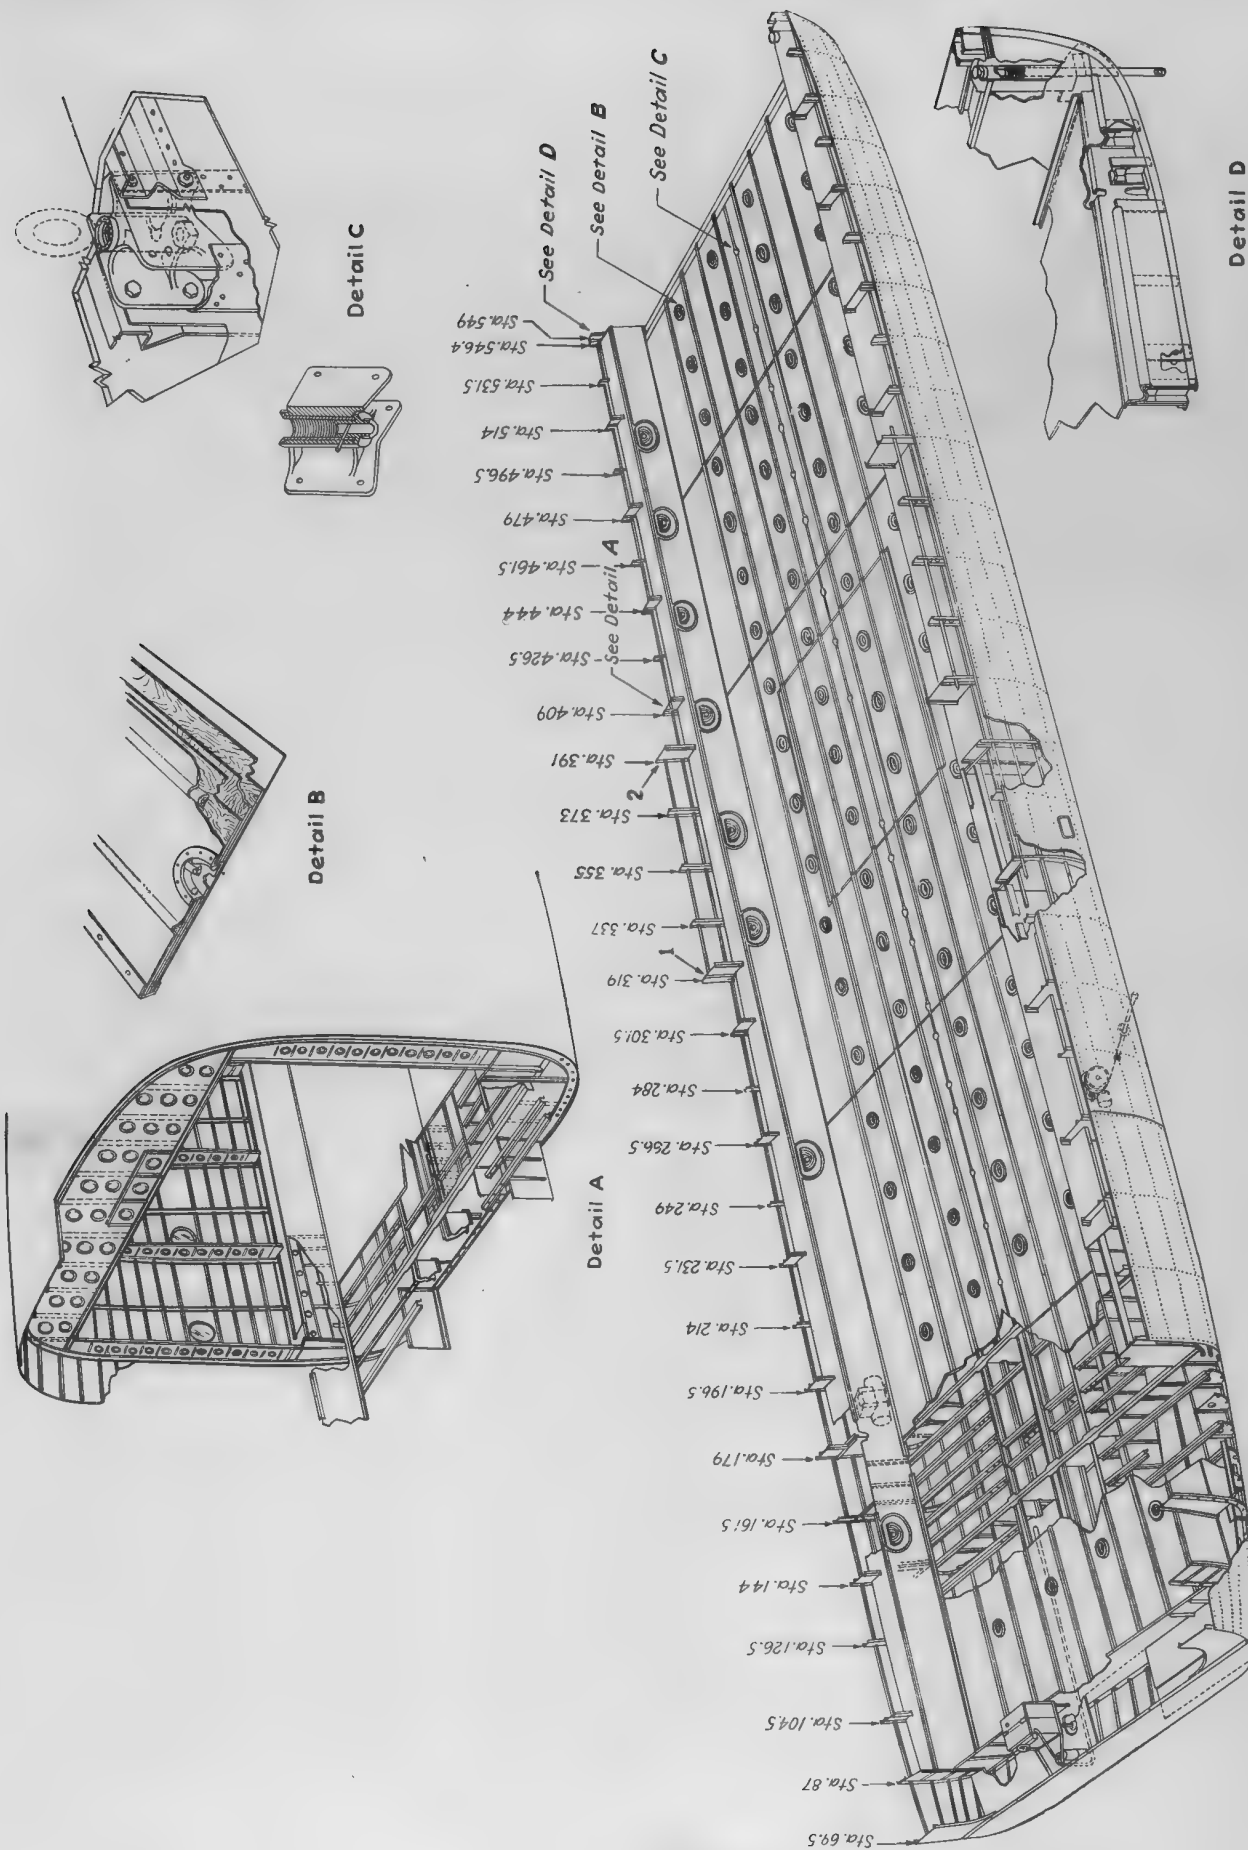 Detail C
See Detail D
See Detail B
See Detail C
Detail D
Detail B
Detail A
See Detail A
Sta. 549
Sta. 546.4
Sta. 531.5
Sta. 514
Sta. 496.5
Sta. 479
Sta. 461.5
Sta. 444
Sta. 426.5
Sta. 409
Sta. 391
2
Sta. 373
Sta. 355
Sta. 337
1
Sta. 319
Sta. 301.5
Sta. 284
Sta. 266.5
Sta. 249
Sta. 231.5
Sta. 214
Sta. 196.5
Sta. 179
Sta. 161.5
Sta. 144
Sta. 126.5
Sta. 104.5
Sta. 87
Sta. 69.5